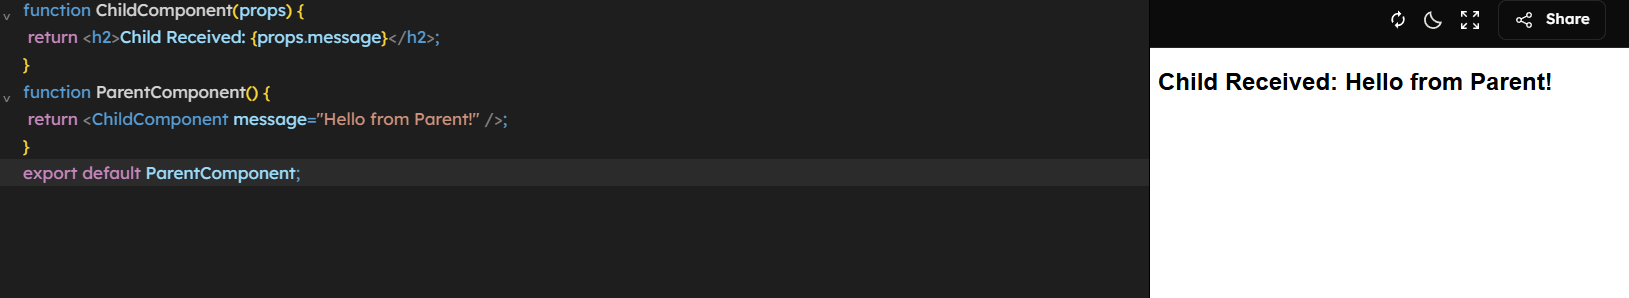 function ChildComponent(props) {
return <h2>Child Received: {props.message}</h2>;
}
function ParentComponent() {
return <ChildComponent message="Hello from Parent!" />;
}
export default ParentComponent;
Share
Child Received: Hello from Parent!